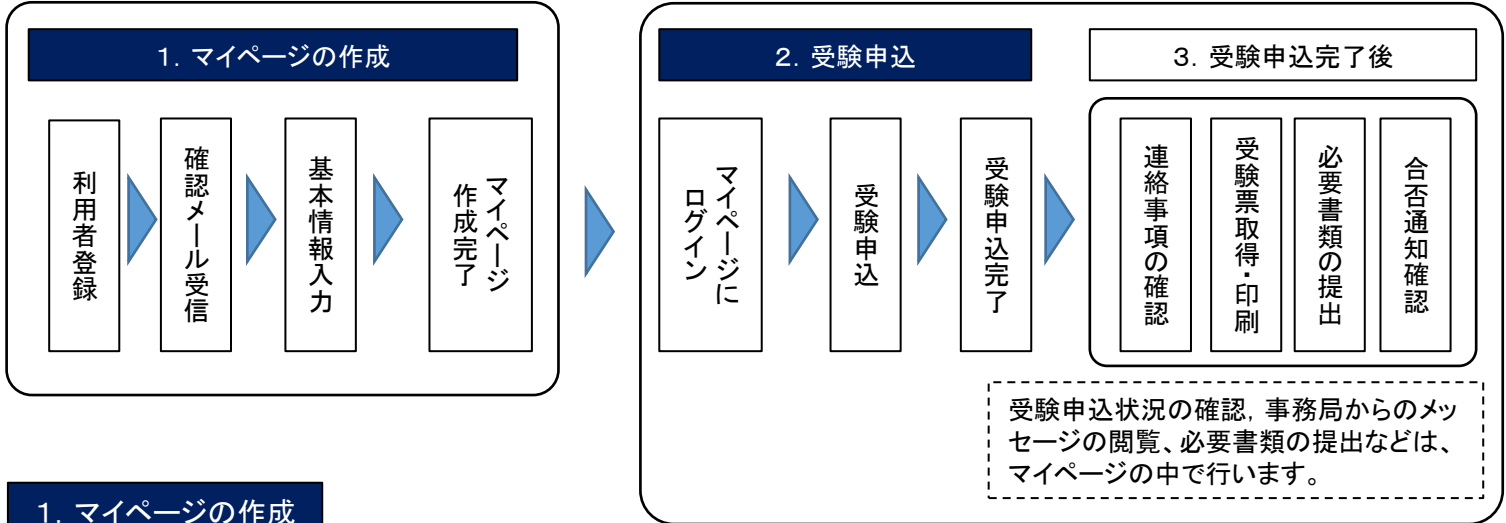 １．マイページの作成
利用者登録
確認メール受信
基本情報入力
マイページ
作成完了
２．受験申込
マイページに
ログイン
受験申込
受験申込完了
３．受験申込完了後
連絡事項の確認
受験票取得・印刷
必要書類の提出
合否通知確認
受験申込状況の確認，事務局からのメッ
セージの閲覧、必要書類の提出などは、
マイページの中で行います。
１．マイページの作成